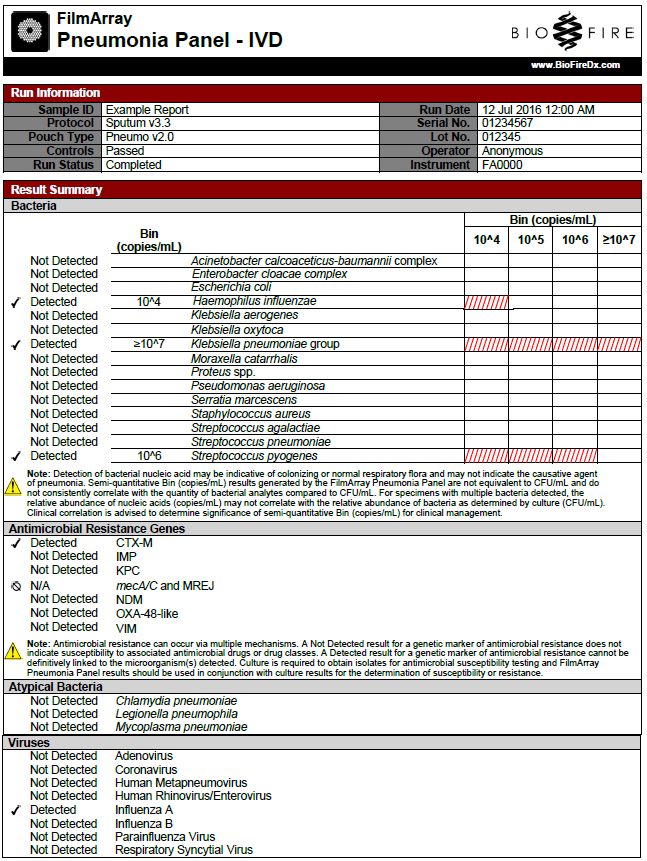 FilmArray
Pneumonia Panel - IVD
BIO FIRE
www.BioFireDx.com
Run Information
Sample ID Example Report Run Date 12 Jul 2016 12:00 AM
Protocol Sputum v3.3 Serial No. 01234567
Pouch Type Pneumo v2.0 Lot No. 012345
Controls Passed Operator Anonymous
Run Status Completed Instrument FA0000
Result Summary
Bacteria
Bin (copies/mL) Bin (copies/mL)
10^4 10^5 10^6 ≥10^7
Not Detected Acinetobacter calcoaceticus-baumannii complex
Not Detected Enterobacter cloacae complex
Not Detected Escherichia coli
✓ Detected 10^4 Haemophilus influenzae
Not Detected Klebsiella aerogenes
Not Detected Klebsiella oxytoca
✓ Detected ≥10^7 Klebsiella pneumoniae group
Not Detected Moraxella catarrhalis
Not Detected Proteus spp.
Not Detected Pseudomonas aeruginosa
Not Detected Serratia marcescens
Not Detected Staphylococcus aureus
Not Detected Streptococcus agalactiae
Not Detected Streptococcus pneumoniae
✓ Detected 10^6 Streptococcus pyogenes
Note: Detection of bacterial nucleic acid may be indicative of colonizing or normal respiratory flora and may not indicate the causative agent
of pneumonia. Semi-quantitative Bin (copies/mL) results generated by the FilmArray Pneumonia Panel are not equivalent to CFU/mL and do
not consistently correlate with the quantity of bacterial analytes compared to CFU/mL. For specimens with multiple bacteria detected, the
relative abundance of nucleic acids (copies/mL) may not correlate with the relative abundance of bacteria as determined by culture (CFU/mL).
Clinical correlation is advised to determine significance of semi-quantitative Bin (copies/mL) for clinical management.
Antimicrobial Resistance Genes
✓ Detected CTX-M
Not Detected IMP
Not Detected KPC
N/A mecA/C and MREJ
Not Detected NDM
Not Detected OXA-48-like
Not Detected VIM
Note: Antimicrobial resistance can occur via multiple mechanisms. A Not Detected result for a genetic marker of antimicrobial resistance does not
indicate susceptibility to associated antimicrobial drugs or drug classes. A Detected result for a genetic marker of antimicrobial resistance cannot be
definitively linked to the microorganism(s) detected. Culture is required to obtain isolates for antimicrobial susceptibility testing and FilmArray
Pneumonia Panel results should be used in conjunction with culture results for the determination of susceptibility or resistance.
Atypical Bacteria
Not Detected Chlamydia pneumoniae
Not Detected Legionella pneumophila
Not Detected Mycoplasma pneumoniae
Viruses
Not Detected Adenovirus
Not Detected Coronavirus
Not Detected Human Metapneumovirus
Not Detected Human Rhinovirus/Enterovirus
✓ Detected Influenza A
Not Detected Influenza B
Not Detected Parainfluenza Virus
Not Detected Respiratory Syncytial Virus